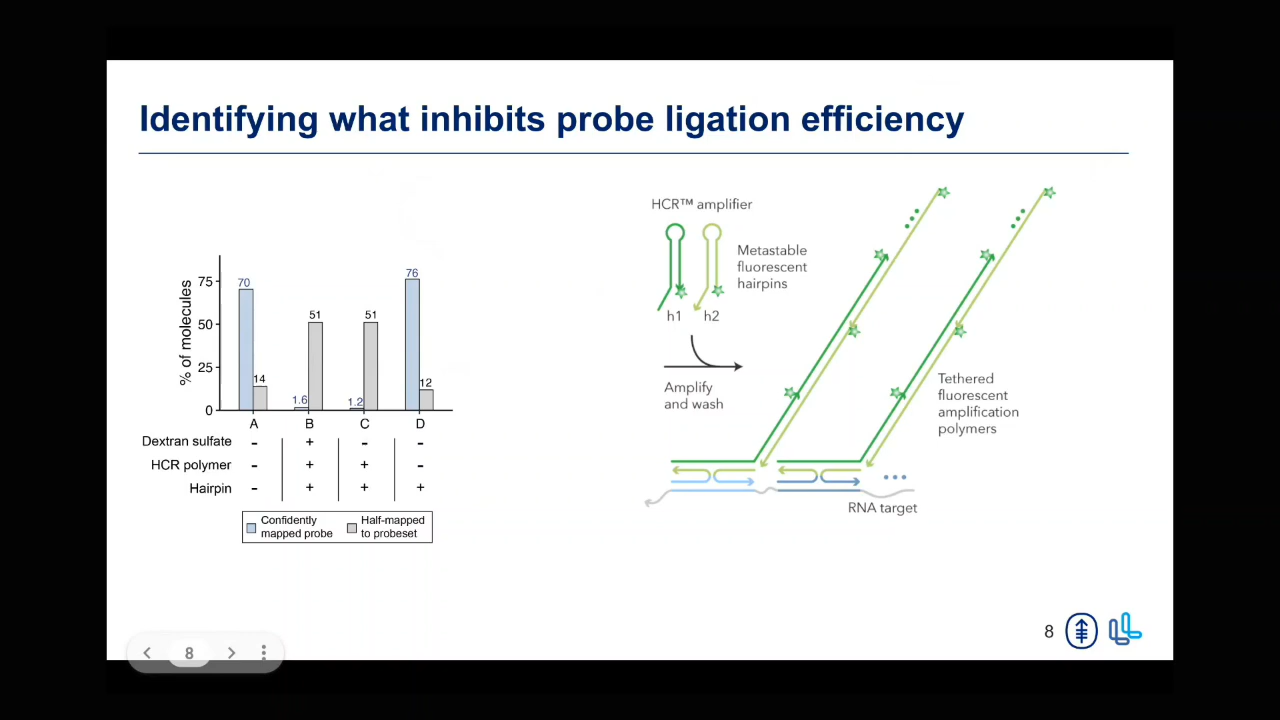 Identifying what inhibits probe ligation efficiency
% of molecules
75
50
25
0
70
14
1.6
51
1.2
51
76
12
A B C D
Dextran sulfate - + - -
HCR polymer - + + -
Hairpin - + + +
Confidently
mapped probe
Half-mapped
to probeset
HCR™ amplifier
Metastable
fluorescent
hairpins
h1 h2
Amplify
and wash
Tethered
fluorescent
amplification
polymers
RNA target
8
8